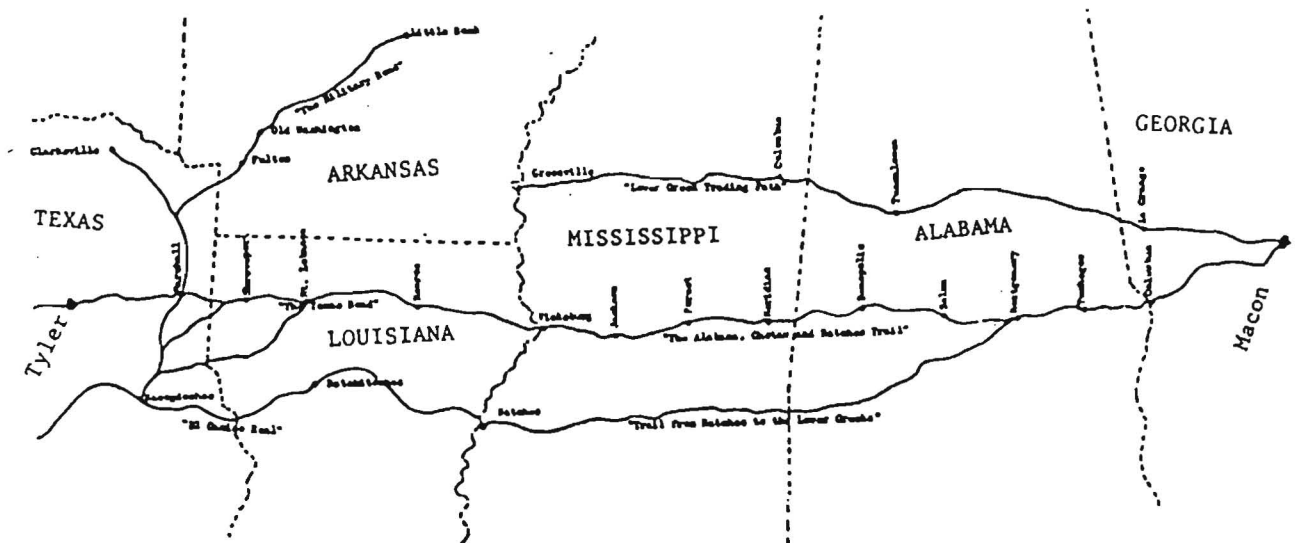 Little Rock
"The Military Road"
Old Washington
Fulton
Clarksville
ARKANSAS
GEORGIA
TEXAS
Greenville
Columbus
"Lower Creek Trading Path"
Tuscaloosa
La Grange
MISSISSIPPI
ALABAMA
Marshall
Shreveport
Mt. Lebanon
Monroe
"The Texas Road"
Vicksburg
Jackson
Forest
Meridian
Demopolis
Selma
Montgomery
Tuskegee
Columbus
"The Alabama, Choctaw and Natchez Trail"
LOUISIANA
Tyler
Macon
Nacogdoches
Natchitoches
Natchez
"El Camino Real"
"Trail from Natchez to the Lower Creeks"